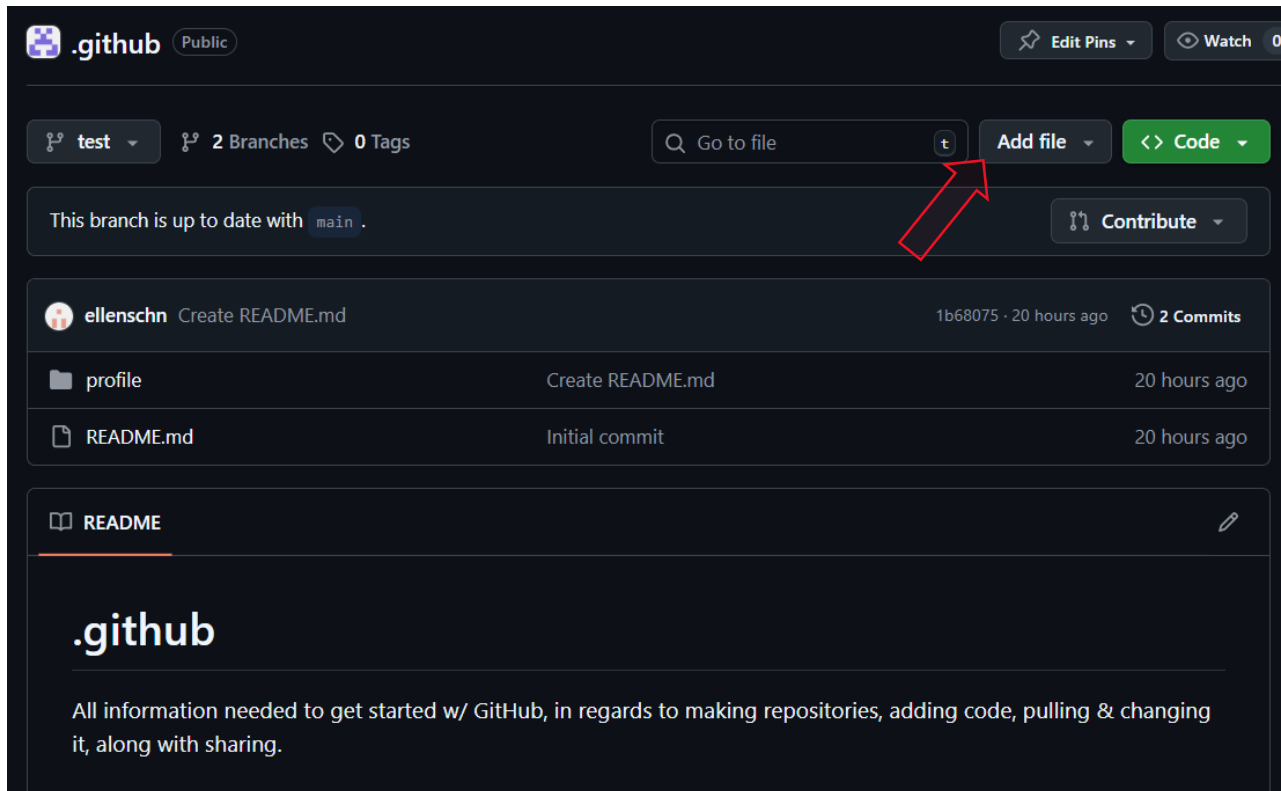 .github Public Edit Pins Watch 0
test 2 Branches 0 Tags Go to file t Add file <> Code
This branch is up to date with main . Contribute
ellenschn Create README.md 1b68075 · 20 hours ago 2 Commits
profile Create README.md 20 hours ago
README.md Initial commit 20 hours ago
README
.github
All information needed to get started w/ GitHub, in regards to making repositories, adding code, pulling & changing
it, along with sharing.